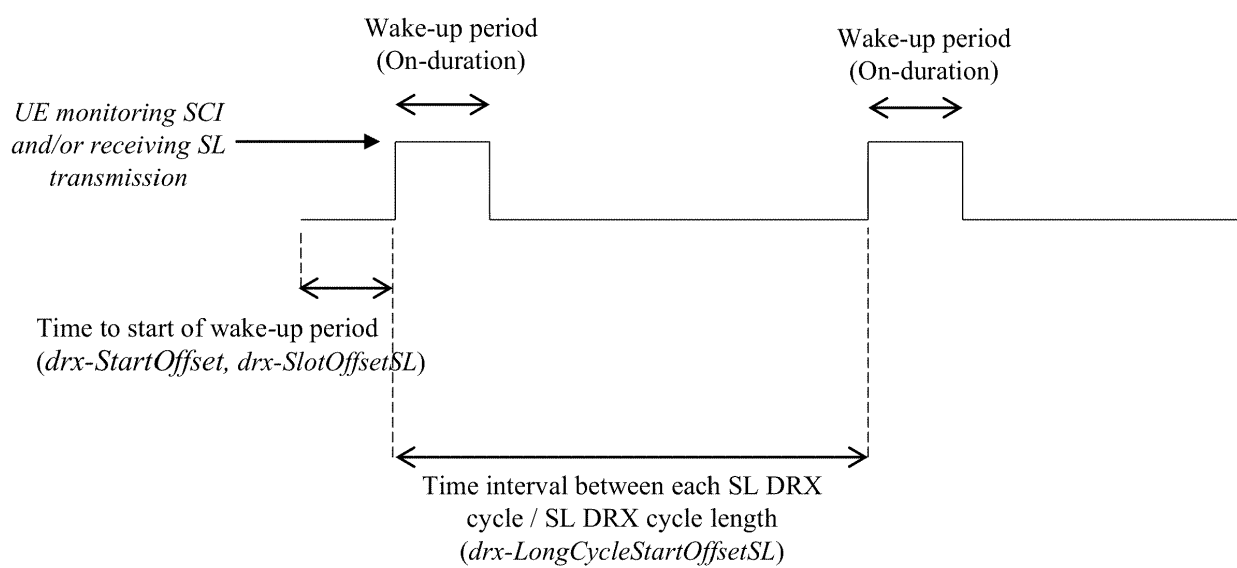 Wake-up period
(On-duration)
Wake-up period
(On-duration)
UE monitoring SCI
and/or receiving SL
transmission
Time to start of wake-up period
(drx-StartOffset, drx-SlotOffsetSL)
Time interval between each SL DRX
cycle / SL DRX cycle length
(drx-LongCycleStartOffsetSL)